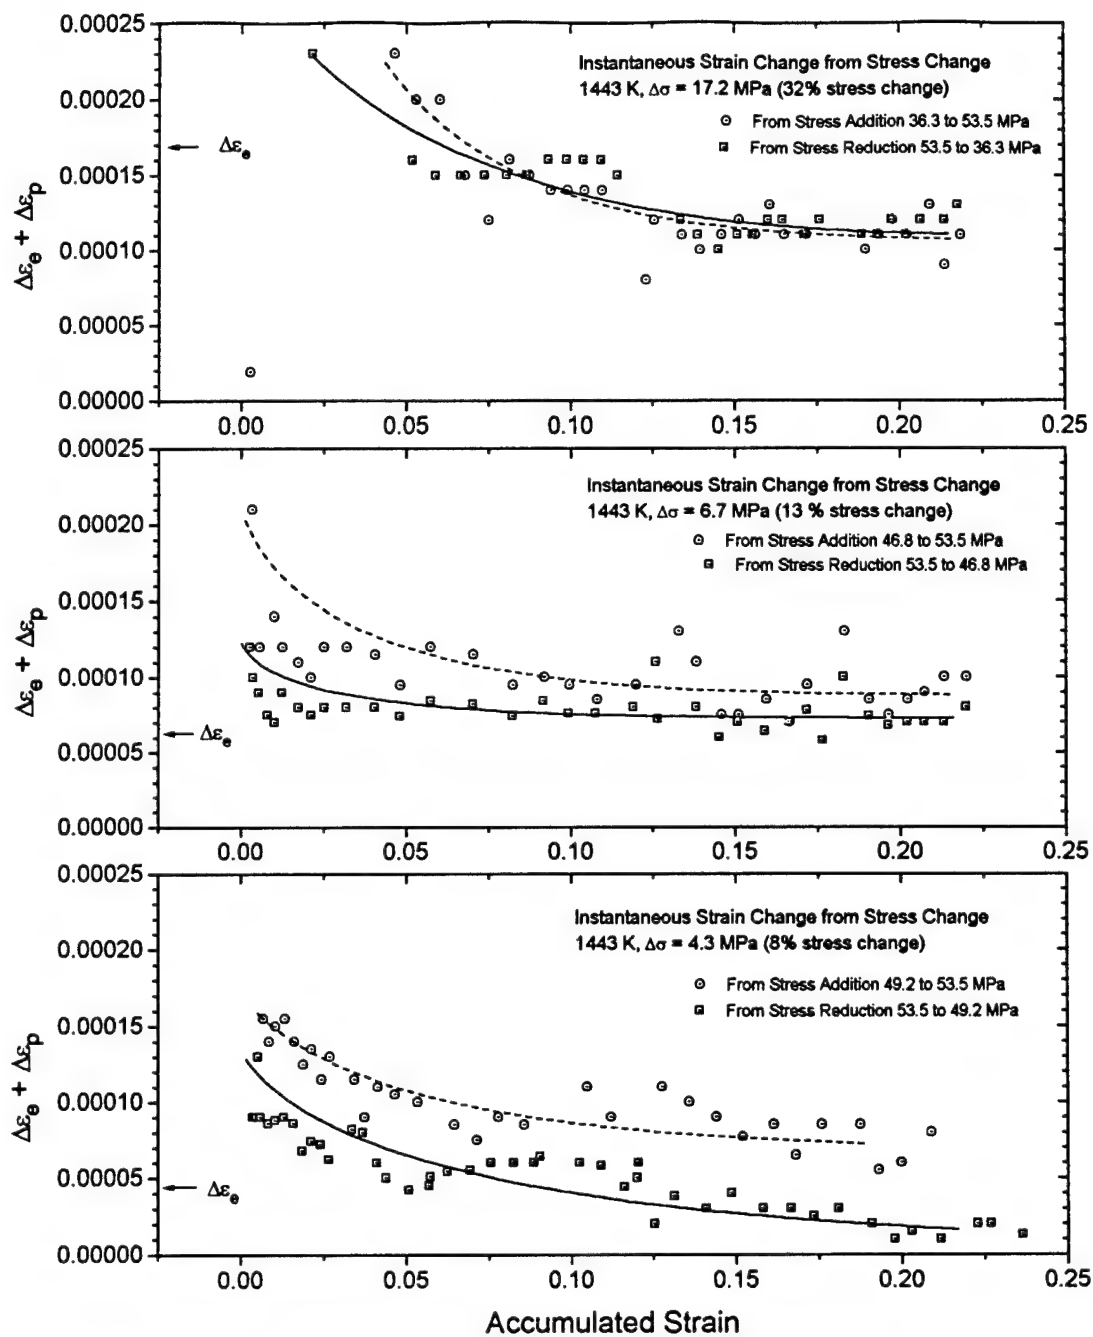 0.00025
0.00020
0.00015
0.00010
0.00005
0.00000
Δεe + Δεp
Δεe
Instantaneous Strain Change from Stress Change
1443 K, Δσ = 17.2 MPa (32% stress change)
From Stress Addition 36.3 to 53.5 MPa
From Stress Reduction 53.5 to 36.3 MPa
0.00 0.05 0.10 0.15 0.20 0.25
0.00025
0.00020
0.00015
0.00010
0.00005
0.00000
Δεe + Δεp
Δεe
Instantaneous Strain Change from Stress Change
1443 K, Δσ = 6.7 MPa (13 % stress change)
From Stress Addition 46.8 to 53.5 MPa
From Stress Reduction 53.5 to 46.8 MPa
0.00 0.05 0.10 0.15 0.20 0.25
0.00025
0.00020
0.00015
0.00010
0.00005
0.00000
Δεe + Δεp
Δεe
Instantaneous Strain Change from Stress Change
1443 K, Δσ = 4.3 MPa (8% stress change)
From Stress Addition 49.2 to 53.5 MPa
From Stress Reduction 53.5 to 49.2 MPa
0.00 0.05 0.10 0.15 0.20 0.25
Accumulated Strain